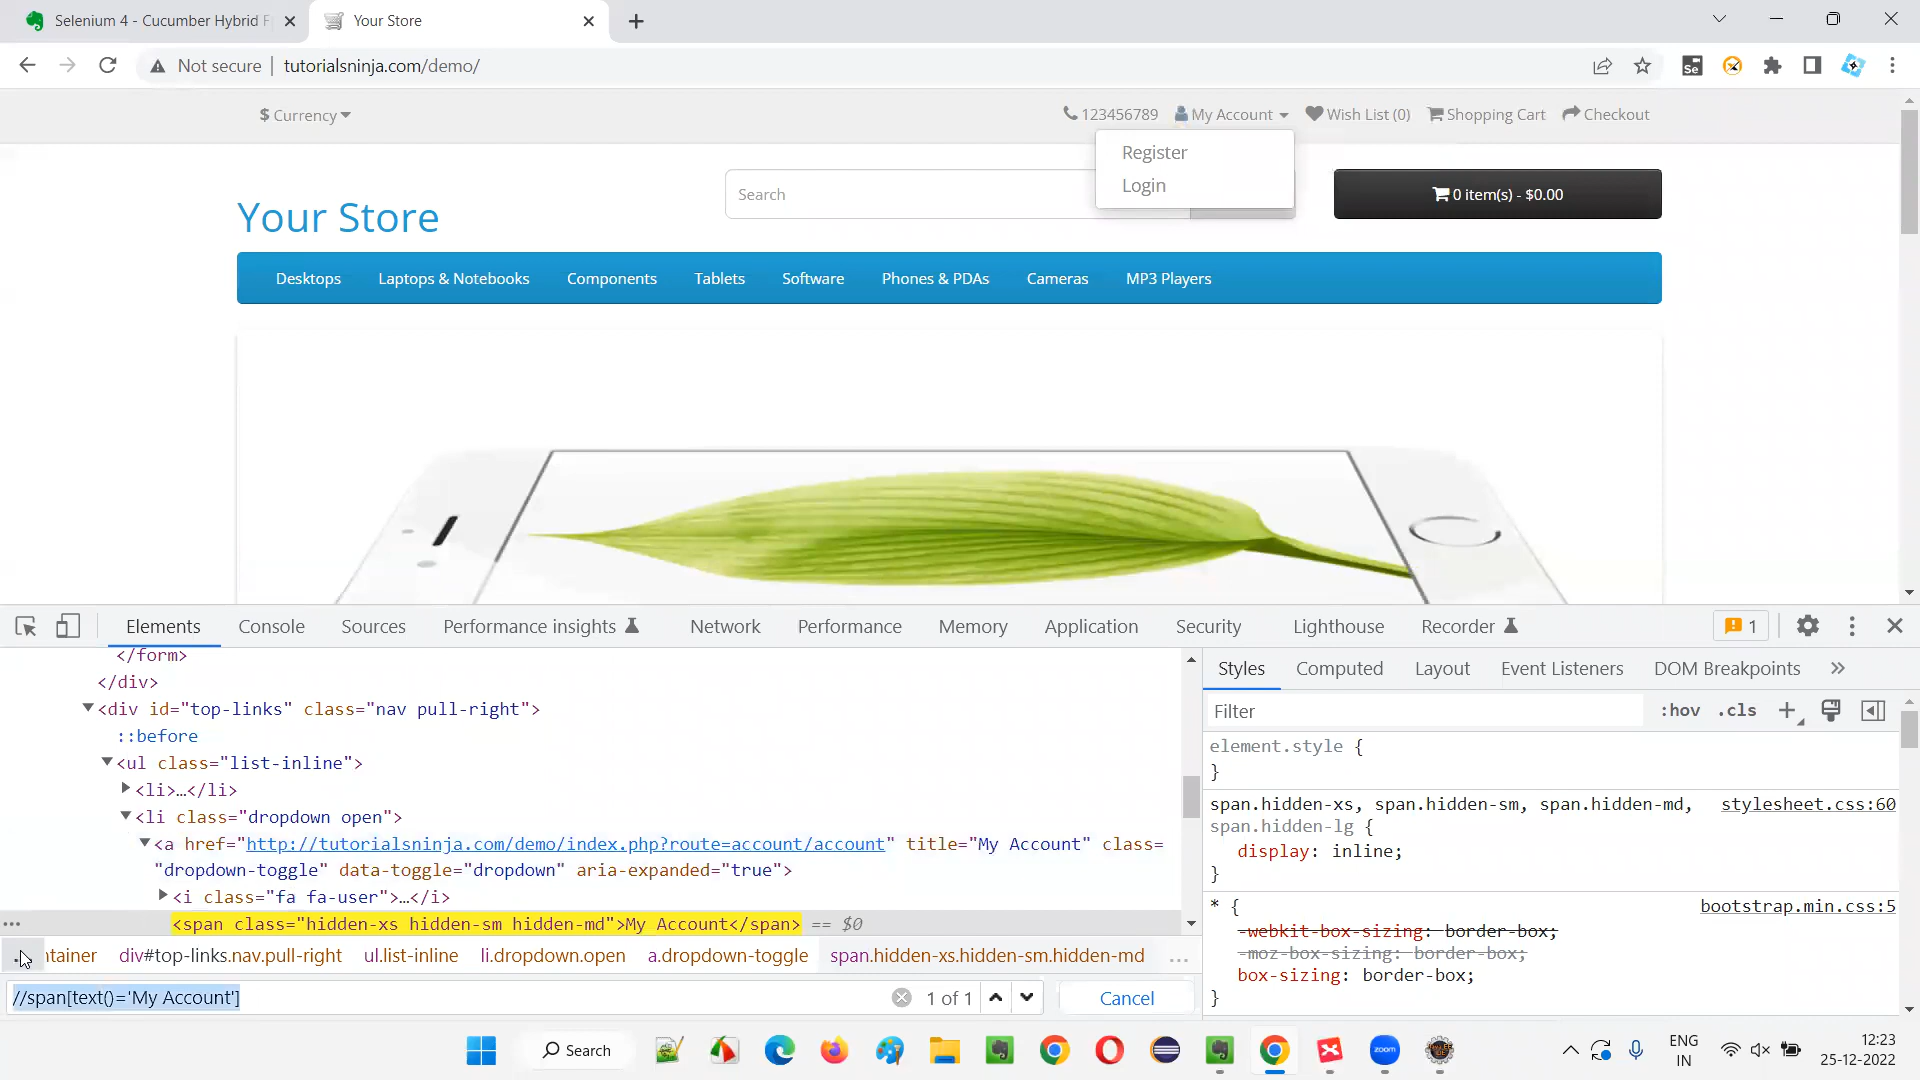 Selenium 4 - Cucumber Hybrid F
Your Store
Not secure
tutorialsninja.com/demo/
$ Currency
123456789
My Account
Wish List (0)
Shopping Cart
Checkout
Register
Login
Your Store
Search
0 item(s) - $0.00
Desktops
Laptops & Notebooks
Components
Tablets
Software
Phones & PDAs
Cameras
MP3 Players
Elements
Console
Sources
Performance insights
Network
Performance
Memory
Application
Security
Lighthouse
Recorder
1
</form>
</div>
<div id="top-links" class="nav pull-right">
::before
<ul class="list-inline">
<li>…</li>
<li class="dropdown open">
<a href="http://tutorialsninja.com/demo/index.php?route=account/account" title="My Account" class=
"dropdown-toggle" data-toggle="dropdown" aria-expanded="true">
<i class="fa fa-user">…</i>
<span class="hidden-xs hidden-sm hidden-md">My Account</span> == $0
ntainer
div#top-links.nav.pull-right
ul.list-inline
li.dropdown.open
a.dropdown-toggle
span.hidden-xs.hidden-sm.hidden-md
...
//span[text()='My Account']
1 of 1
Cancel
Styles
Computed
Layout
Event Listeners
DOM Breakpoints
Filter
:hov
.cls
element.style {
}
span.hidden-xs, span.hidden-sm, span.hidden-md,
stylesheet.css:60
span.hidden-lg {
display: inline;
}
* {
bootstrap.min.css:5
-webkit-box-sizing: border-box;
-moz-box-sizing: border-box;
box-sizing: border-box;
}
Search
zoom
ENG
IN
12:23
25-12-2022